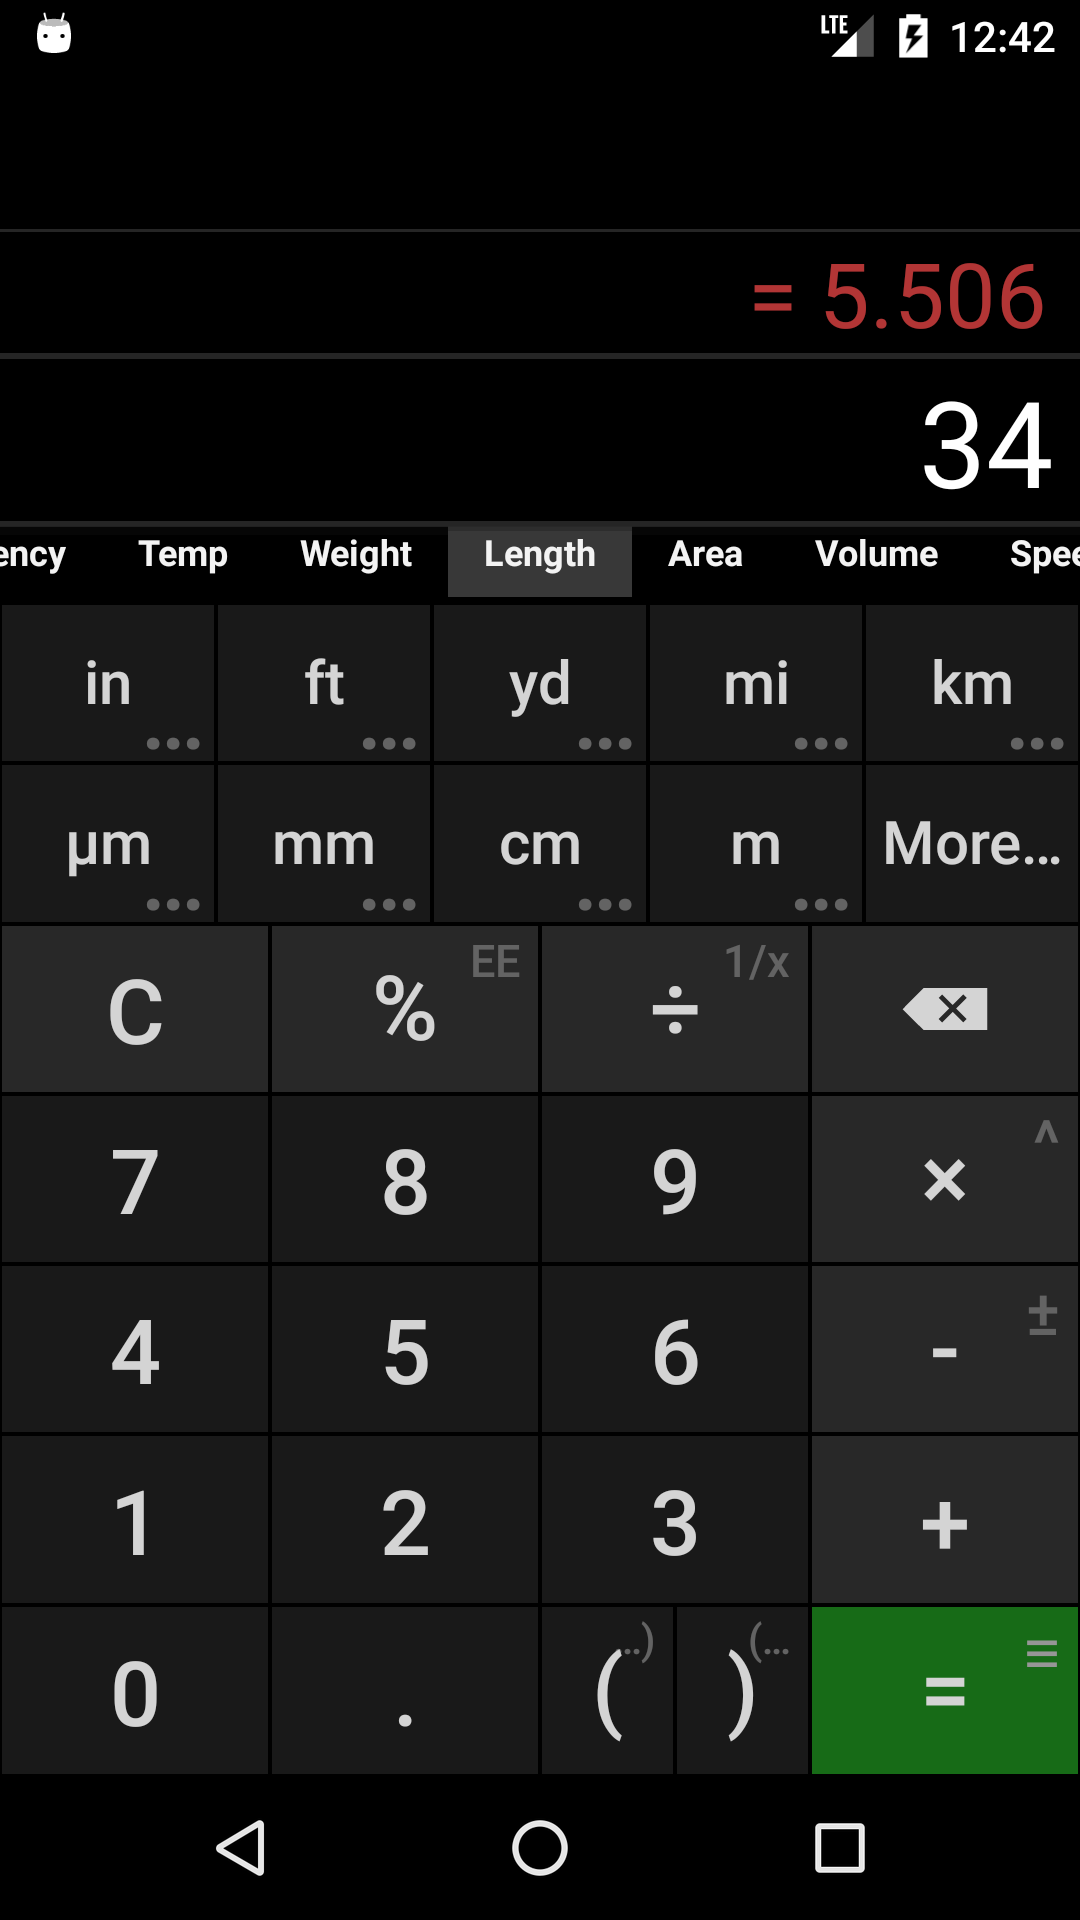 LTE 12:42
= 5.506
34
ency Temp Weight Length Area Volume Spee
in ft yd mi km
µm mm cm m More...
C % EE ÷ 1/x
7 8 9 × ^
4 5 6 - ±
1 2 3 +
0 . ( ..) ) (... =